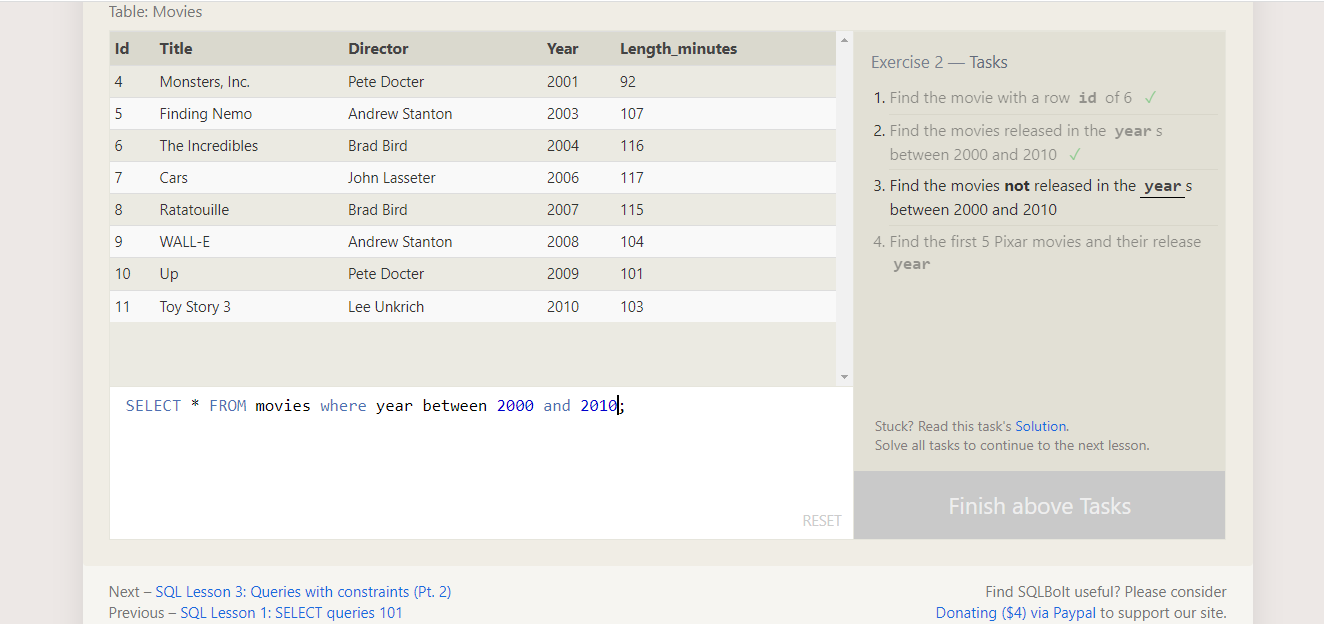 Table: Movies
Id Title Director Year Length_minutes
4 Monsters, Inc. Pete Docter 2001 92
5 Finding Nemo Andrew Stanton 2003 107
6 The Incredibles Brad Bird 2004 116
7 Cars John Lasseter 2006 117
8 Ratatouille Brad Bird 2007 115
9 WALL-E Andrew Stanton 2008 104
10 Up Pete Docter 2009 101
11 Toy Story 3 Lee Unkrich 2010 103
SELECT * FROM movies where year between 2000 and 2010;
RESET
Exercise 2 — Tasks
1. Find the movie with a row id of 6 ✓
2. Find the movies released in the year s
between 2000 and 2010 ✓
3. Find the movies not released in the year s
between 2000 and 2010
4. Find the first 5 Pixar movies and their release
year
Stuck? Read this task's Solution.
Solve all tasks to continue to the next lesson.
Finish above Tasks
Next – SQL Lesson 3: Queries with constraints (Pt. 2)
Previous – SQL Lesson 1: SELECT queries 101
Find SQLBolt useful? Please consider
Donating ($4) via Paypal to support our site.